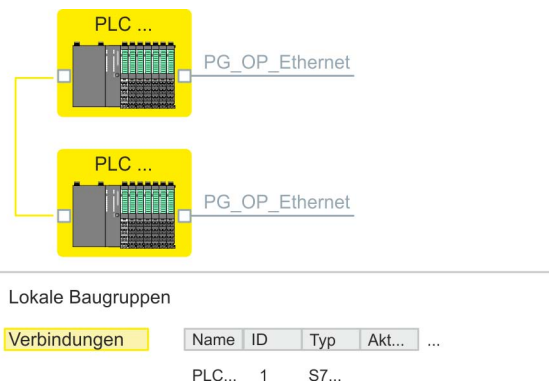 PLC ...
PG_OP_Ethernet
PLC ...
PG_OP_Ethernet
Lokale Baugruppen
Verbindungen Name ID Typ Akt... ...
PLC... 1 S7...